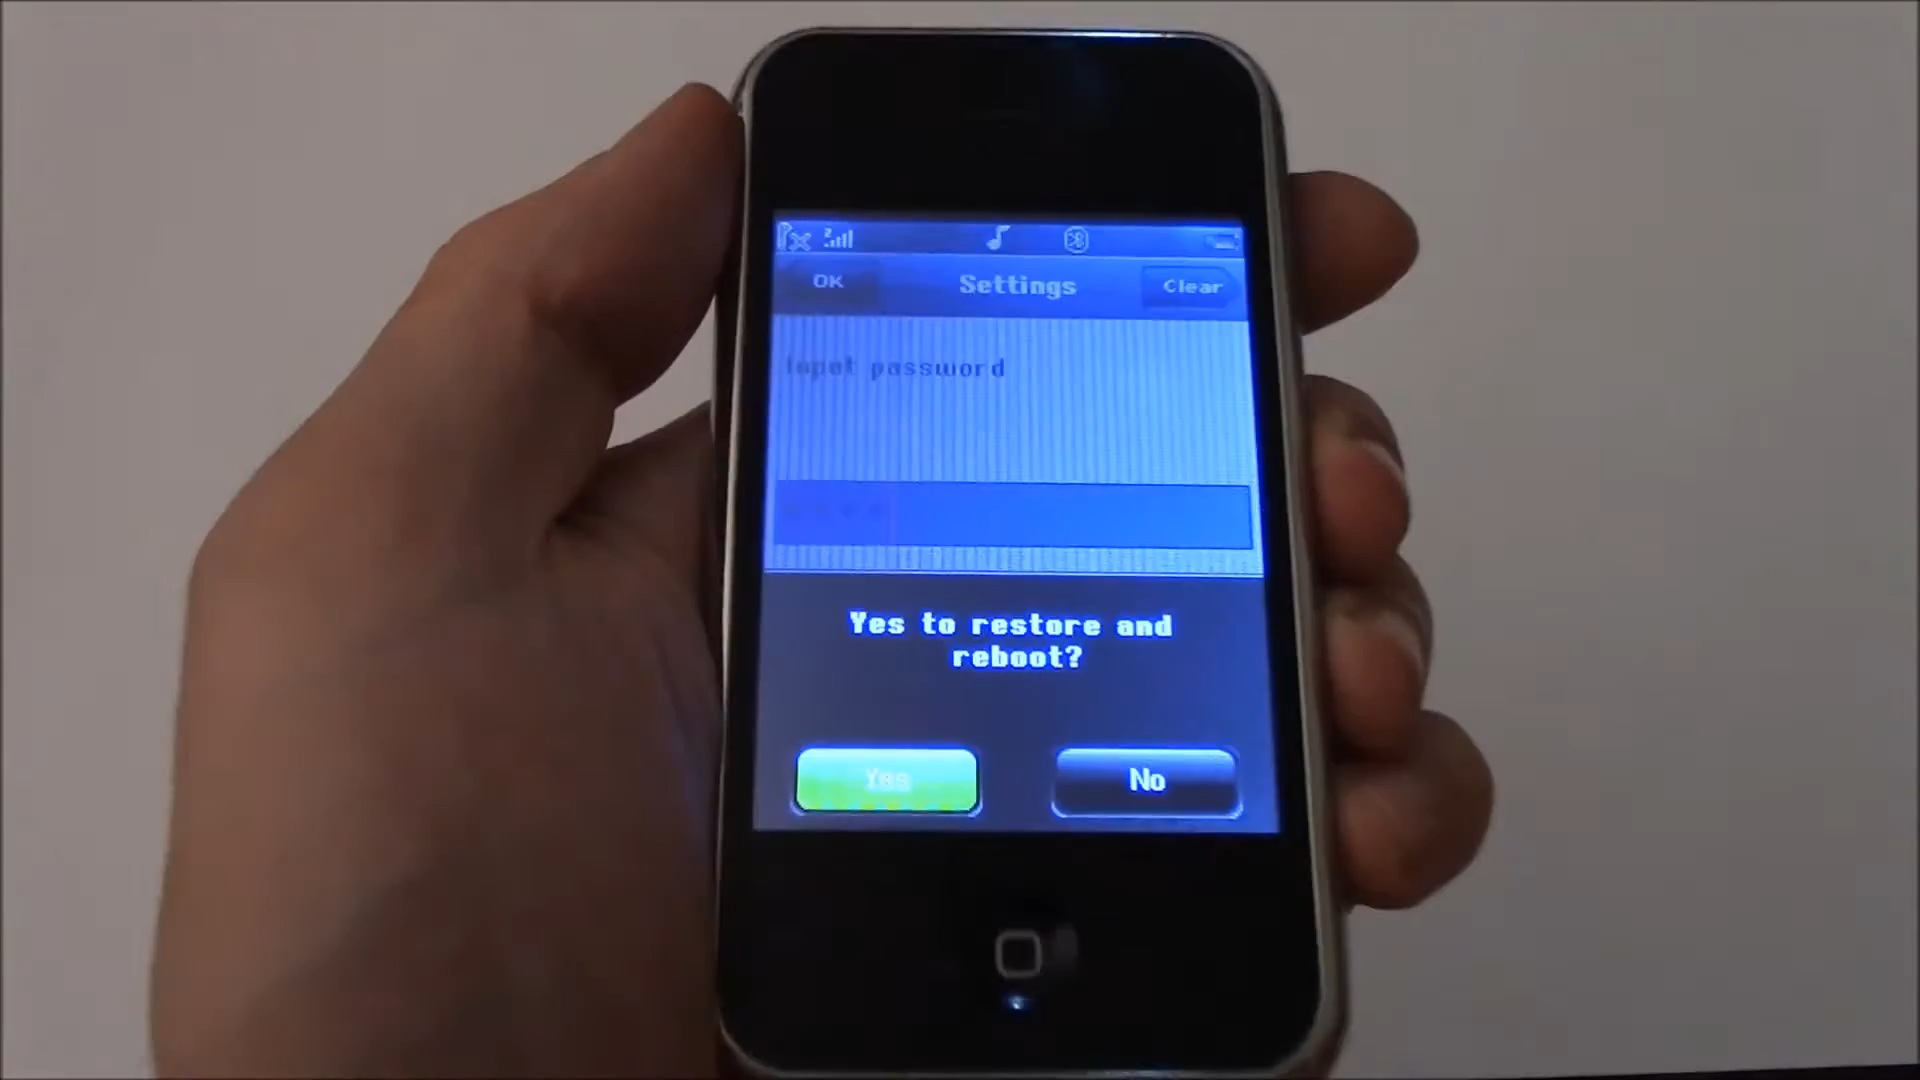 OK
Settings
Clear
Input password
****
Yes to restore and
reboot?
Yes
No